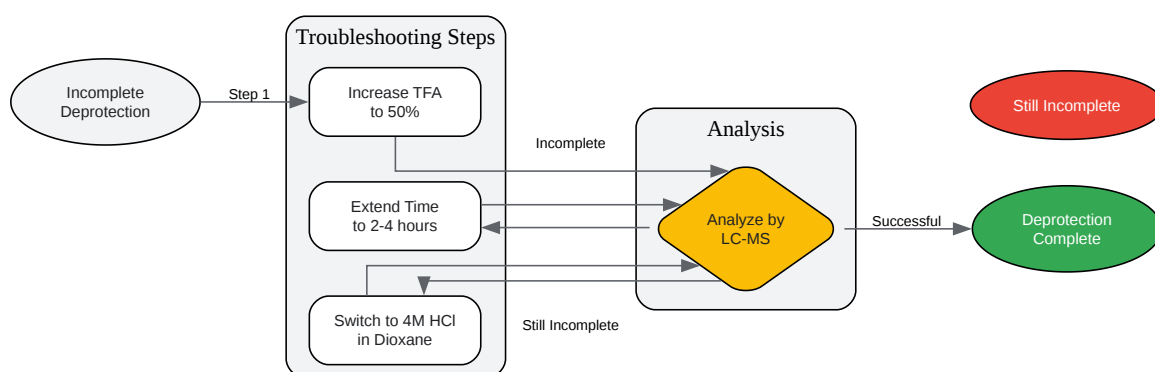 Incomplete
Deprotection
Step 1
Troubleshooting Steps
Increase TFA
to 50%
Extend Time
to 2-4 hours
Switch to 4M HCl
in Dioxane
Incomplete
Still Incomplete
Analysis
Analyze by
LC-MS
Successful
Still Incomplete
Deprotection
Complete